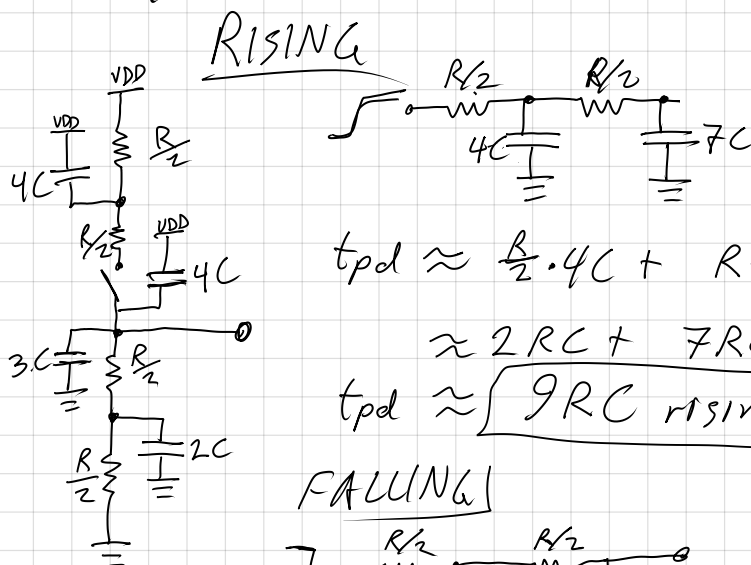 RISING
VDD
R/2
VDD
4C
R/2
VDD
4C
3C
R/2
2C
R/2
R/2
R/2
4C
7C
tpd ≈ R/2 · 4C + R
≈ 2RC + 7R
tpd ≈ 9RC risin
FALLING
R/2
R/2